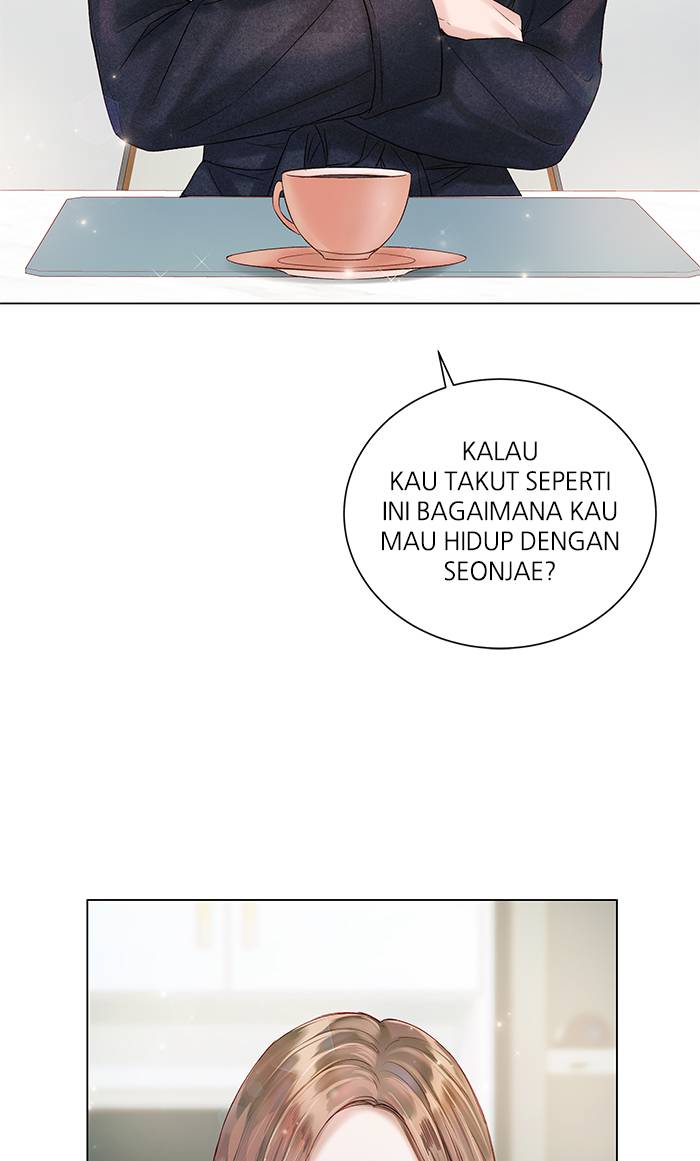 KALAU
KAU TAKUT SEPERTI
INI BAGAIMANA KAU
MAU HIDUP DENGAN
SEONJAE?